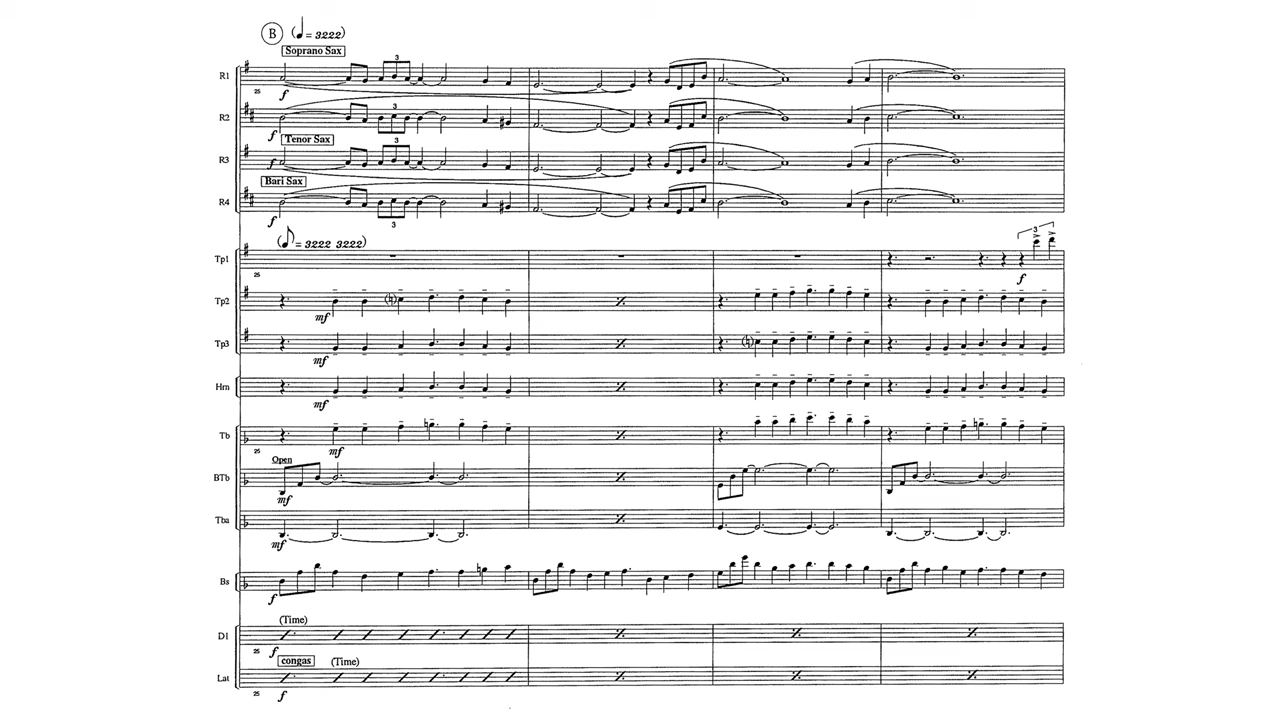 B (♩ = 3222)
Soprano Sax
R1
3
25
f
R2
3
f
Tenor Sax
R3
3
f
Bari Sax
R4
3
f
(♪ = 3222 3222)
Tp1
3
25
f
Tp2
mf
Tp3
mf
Hrn
mf
Tb
25
mf
Open
BTb
mf
Tba
mf
Bs
f
(Time)
D1
25
f
congas (Time)
Lat
25
f